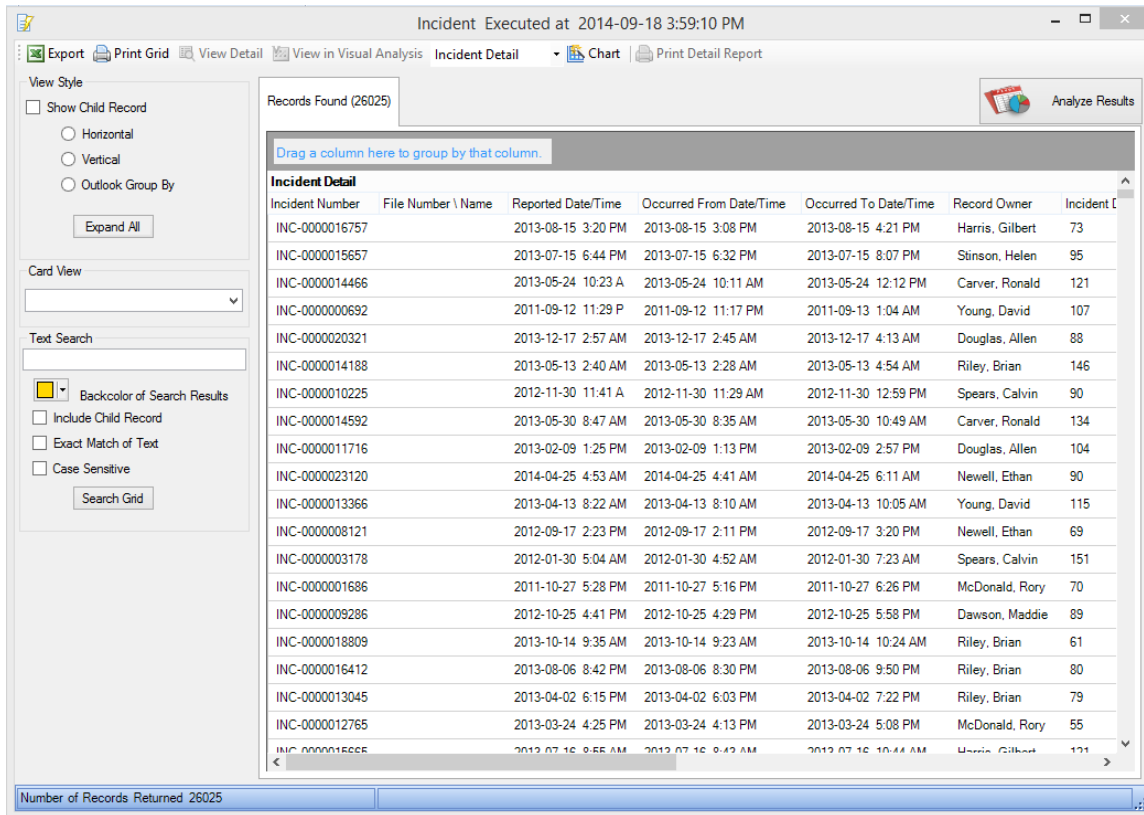 Incident Executed at 2014-09-18 3:59:10 PM
Export Print Grid View Detail View in Visual Analysis Incident Detail Chart Print Detail Report
View Style
Show Child Record
Horizontal
Vertical
Outlook Group By
Expand All
Card View
Text Search
Backcolor of Search Results
Include Child Record
Exact Match of Text
Case Sensitive
Search Grid
Records Found (26025)
Analyze Results
Drag a column here to group by that column.
Incident Detail
Incident Number File Number \ Name Reported Date/Time Occurred From Date/Time Occurred To Date/Time Record Owner Incident D
INC-0000016757 2013-08-15 3:20 PM 2013-08-15 3:08 PM 2013-08-15 4:21 PM Harris, Gilbert 73
INC-0000015657 2013-07-15 6:44 PM 2013-07-15 6:32 PM 2013-07-15 8:07 PM Stinson, Helen 95
INC-0000014466 2013-05-24 10:23 A 2013-05-24 10:11 AM 2013-05-24 12:12 PM Carver, Ronald 121
INC-0000000692 2011-09-12 11:29 P 2011-09-12 11:17 PM 2011-09-13 1:04 AM Young, David 107
INC-0000020321 2013-12-17 2:57 AM 2013-12-17 2:45 AM 2013-12-17 4:13 AM Douglas, Allen 88
INC-0000014188 2013-05-13 2:40 AM 2013-05-13 2:28 AM 2013-05-13 4:54 AM Riley, Brian 146
INC-0000010225 2012-11-30 11:41 A 2012-11-30 11:29 AM 2012-11-30 12:59 PM Spears, Calvin 90
INC-0000014592 2013-05-30 8:47 AM 2013-05-30 8:35 AM 2013-05-30 10:49 AM Carver, Ronald 134
INC-0000011716 2013-02-09 1:25 PM 2013-02-09 1:13 PM 2013-02-09 2:57 PM Douglas, Allen 104
INC-0000023120 2014-04-25 4:53 AM 2014-04-25 4:41 AM 2014-04-25 6:11 AM Newell, Ethan 90
INC-0000013366 2013-04-13 8:22 AM 2013-04-13 8:10 AM 2013-04-13 10:05 AM Young, David 115
INC-0000008121 2012-09-17 2:23 PM 2012-09-17 2:11 PM 2012-09-17 3:20 PM Newell, Ethan 69
INC-0000003178 2012-01-30 5:04 AM 2012-01-30 4:52 AM 2012-01-30 7:23 AM Spears, Calvin 151
INC-0000001686 2011-10-27 5:28 PM 2011-10-27 5:16 PM 2011-10-27 6:26 PM McDonald, Rory 70
INC-0000009286 2012-10-25 4:41 PM 2012-10-25 4:29 PM 2012-10-25 5:58 PM Dawson, Maddie 89
INC-0000018809 2013-10-14 9:35 AM 2013-10-14 9:23 AM 2013-10-14 10:24 AM Riley, Brian 61
INC-0000016412 2013-08-06 8:42 PM 2013-08-06 8:30 PM 2013-08-06 9:50 PM Riley, Brian 80
INC-0000013045 2013-04-02 6:15 PM 2013-04-02 6:03 PM 2013-04-02 7:22 PM Riley, Brian 79
INC-0000012765 2013-03-24 4:25 PM 2013-03-24 4:13 PM 2013-03-24 5:08 PM McDonald, Rory 55
INC-0000015665 2013-07-16 8:55 AM 2013-07-16 8:43 AM 2013-07-16 10:44 AM Harris, Gilbert 121
Number of Records Returned 26025